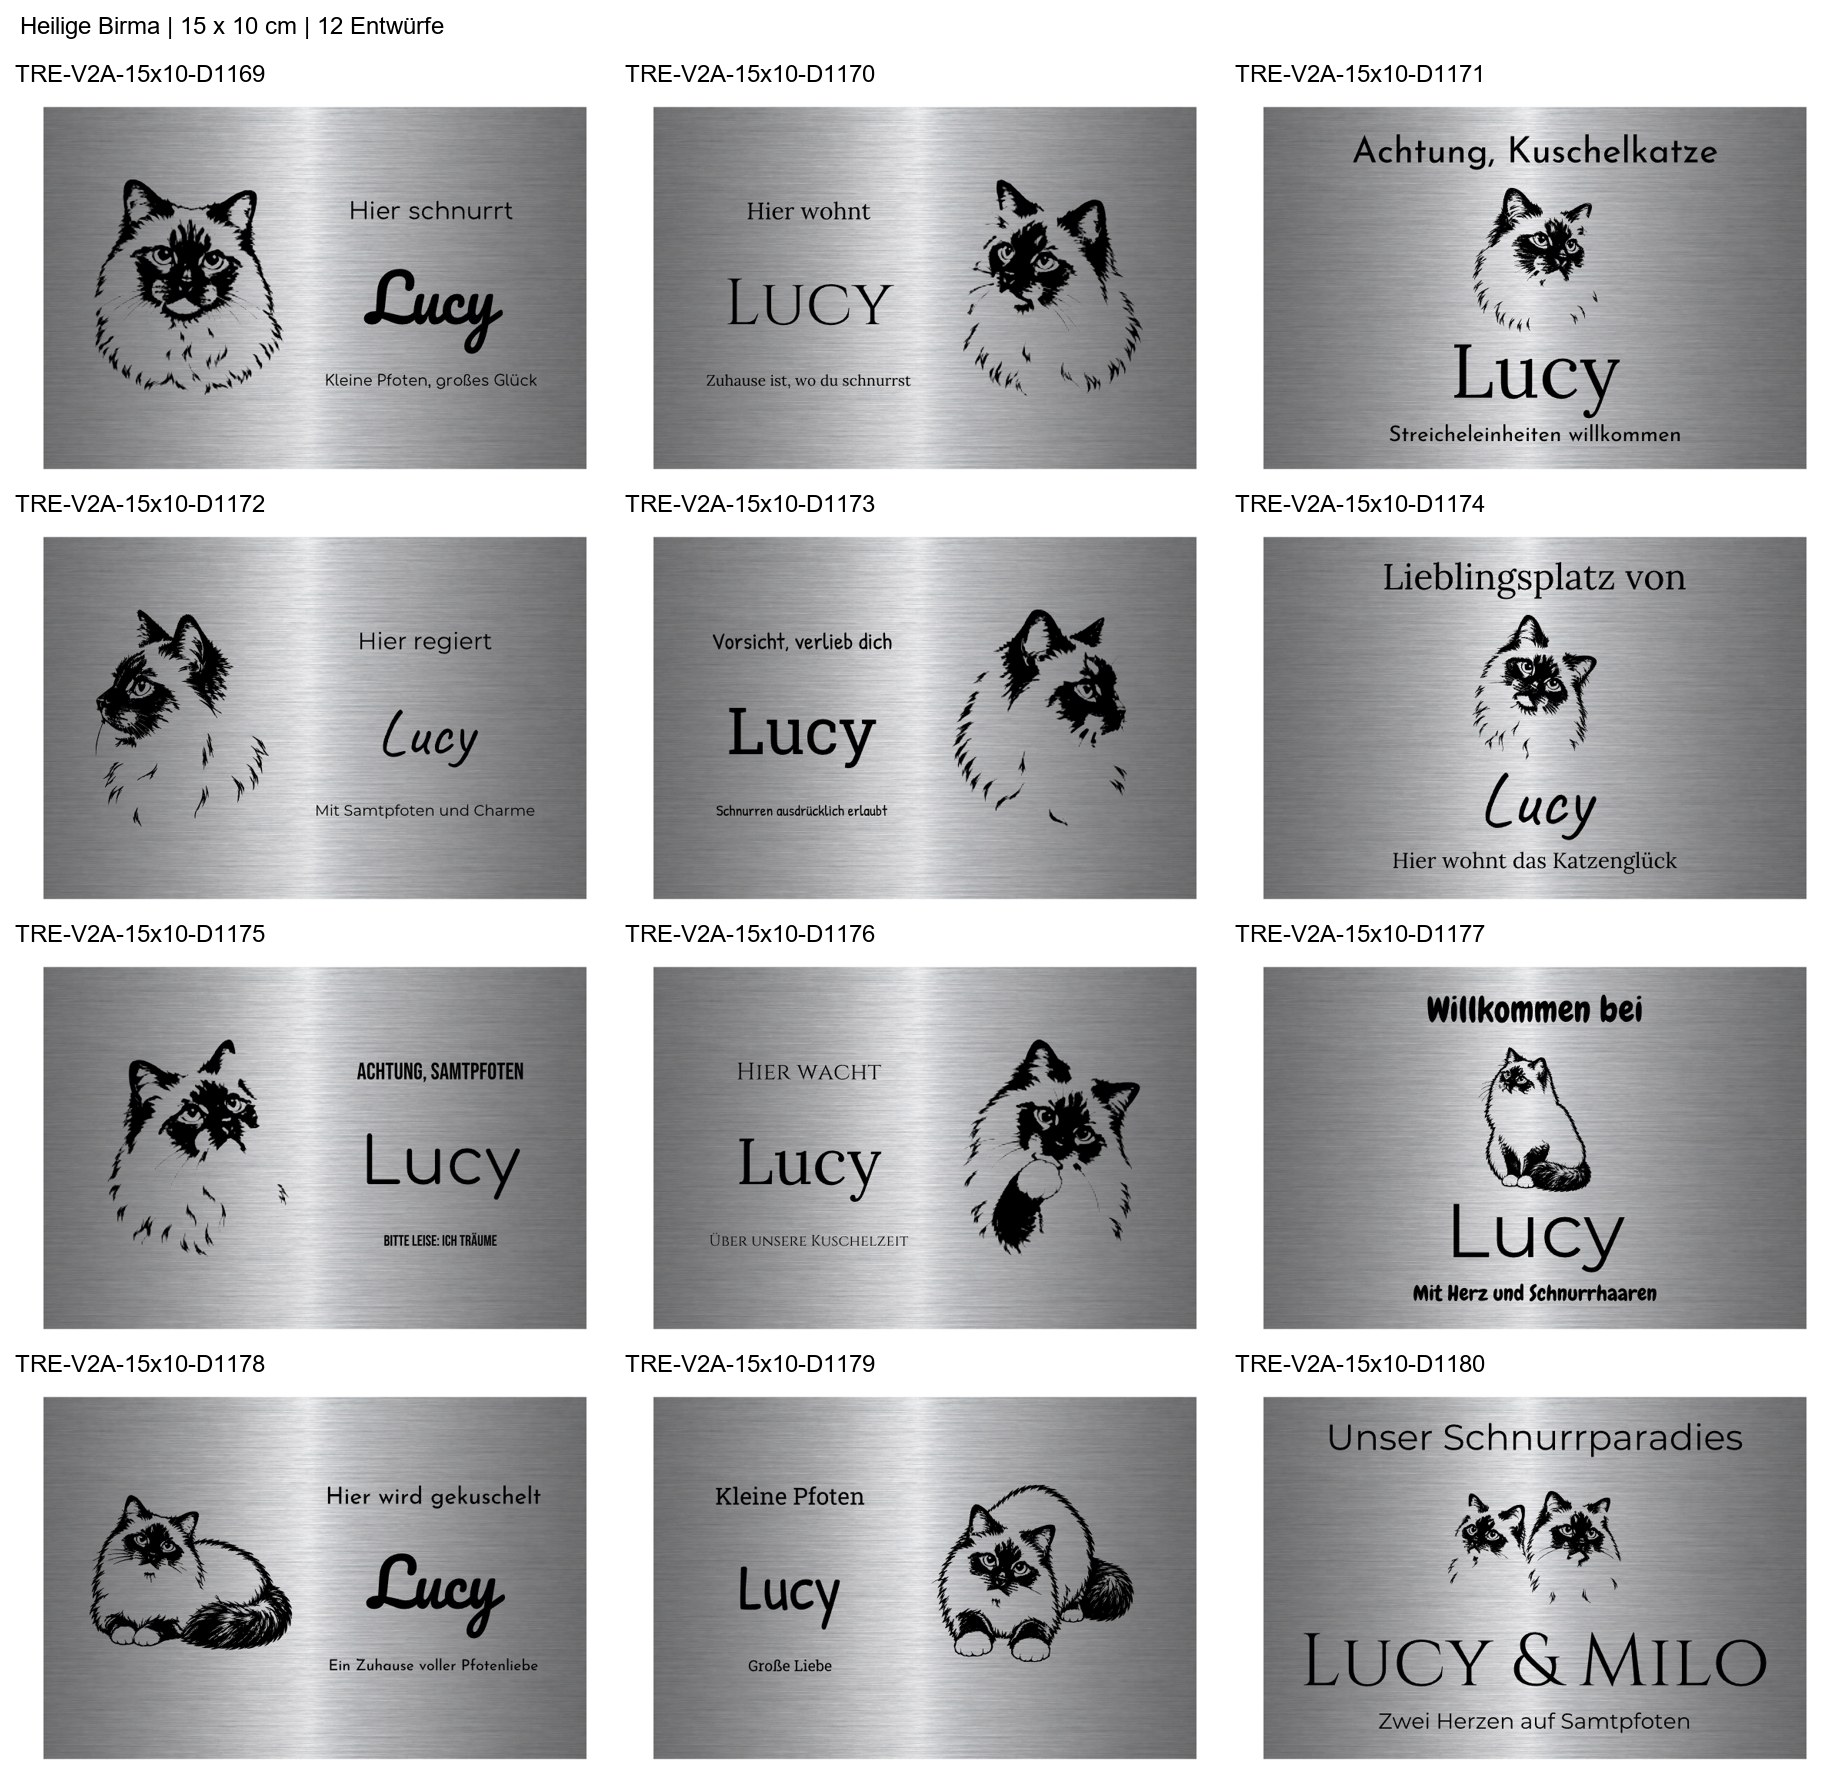 Heilige Birma | 15 x 10 cm | 12 Entwürfe
TRE-V2A-15x10-D1169
Hier schnurrt
Lucy
Kleine Pfoten, großes Glück
TRE-V2A-15x10-D1170
Hier wohnt
Lucy
Zuhause ist, wo du schnurrst
TRE-V2A-15x10-D1171
Achtung, Kuschelkatze
Lucy
Streicheleinheiten willkommen
TRE-V2A-15x10-D1172
Hier regiert
Lucy
Mit Samtpfoten und Charme
TRE-V2A-15x10-D1173
Vorsicht, verlieb dich
Lucy
Schnurren ausdrücklich erlaubt
TRE-V2A-15x10-D1174
Lieblingsplatz von
Lucy
Hier wohnt das Katzenglück
TRE-V2A-15x10-D1175
ACHTUNG, SAMTPFOTEN
Lucy
BITTE LEISE: ICH TRÄUME
TRE-V2A-15x10-D1176
Hier wacht
Lucy
Über unsere Kuschelzeit
TRE-V2A-15x10-D1177
Willkommen bei
Lucy
Mit Herz und Schnurrhaaren
TRE-V2A-15x10-D1178
Hier wird gekuschelt
Lucy
Ein Zuhause voller Pfotenliebe
TRE-V2A-15x10-D1179
Kleine Pfoten
Lucy
Große Liebe
TRE-V2A-15x10-D1180
Unser Schnurrparadies
Lucy & Milo
Zwei Herzen auf Samtpfoten